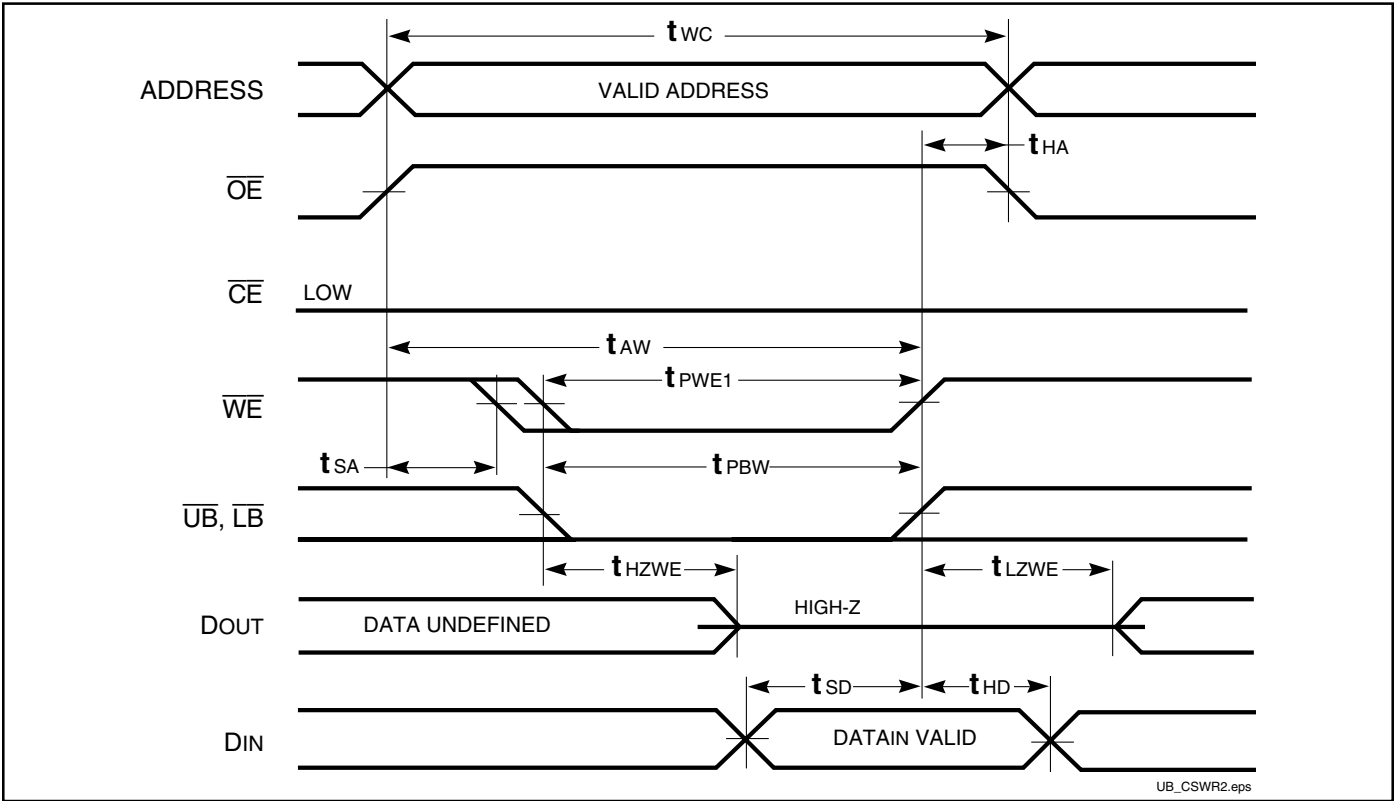 tWC
ADDRESS
VALID ADDRESS
tHA
OE
CE
LOW
tAW
tPWE1
WE
tSA
tPBW
UB, LB
tHZWE
tLZWE
HIGH-Z
DOUT
DATA UNDEFINED
tSD
tHD
DIN
DATAIN VALID
UB_CSWR2.eps